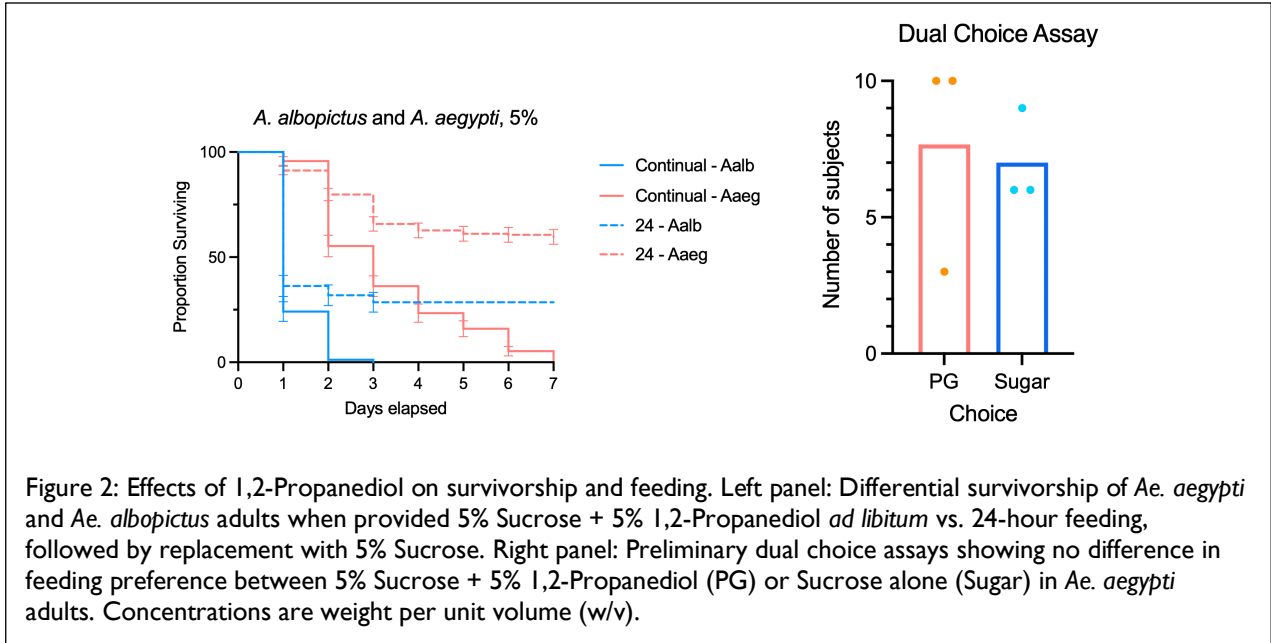 A. albopictus and A. aegypti, 5%
Proportion Surviving
100
50
0
0 1 2 3 4 5 6 7
Days elapsed
Continual - Aalb
Continual - Aaeg
24 - Aalb
24 - Aaeg
Dual Choice Assay
Number of subjects
10
5
0
PG Sugar
Choice
Figure 2: Effects of 1,2-Propanediol on survivorship and feeding. Left panel: Differential survivorship of Ae. aegypti
and Ae. albopictus adults when provided 5% Sucrose + 5% 1,2-Propanediol ad libitum vs. 24-hour feeding,
followed by replacement with 5% Sucrose. Right panel: Preliminary dual choice assays showing no difference in
feeding preference between 5% Sucrose + 5% 1,2-Propanediol (PG) or Sucrose alone (Sugar) in Ae. aegypti
adults. Concentrations are weight per unit volume (w/v).